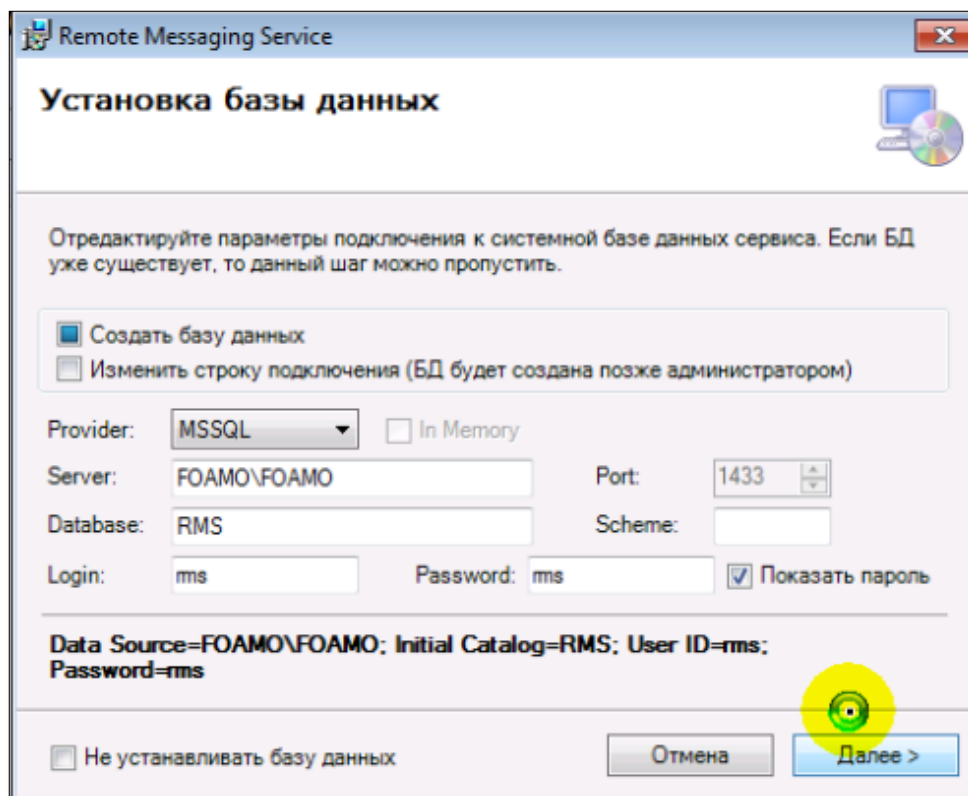 Remote Messaging Service
Установка базы данных
Отредактируйте параметры подключения к системной базе данных сервиса. Если БД
уже существует, то данный шаг можно пропустить.
Создать базу данных
Изменить строку подключения (БД будет создана позже администратором)
Provider: MSSQL In Memory
Server: FOAMO\FOAMO Port: 1433
Database: RMS Scheme:
Login: rms Password: rms Показать пароль
Data Source=FOAMO\FOAMO; Initial Catalog=RMS; User ID=rms;
Password=rms
Не устанавливать базу данных Отмена Далее >